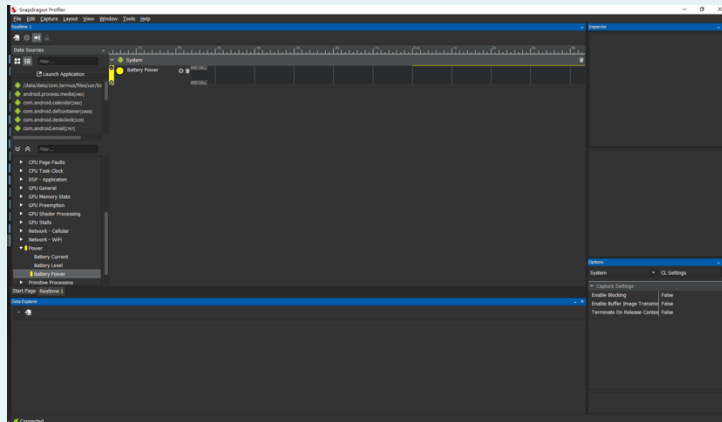 Snapdragon Profiler
File Edit Capture Layout View Window Tools Help
Realtime 1
Inspector
Data Sources
System
Filter...
Battery Power
Launch Application
/data/data/com.termux/files/usr/bi
android.process.media
com.android.calendar
com.android.defcontainer
com.android.deskclock
com.android.email
Filter...
CPU Page Faults
CPU Task Clock
DSP - Application
GPU General
GPU Memory Stats
GPU Preemption
GPU Shader Processing
GPU Stalls
Network - Cellular
Network - WiFi
Power
Battery Current
Battery Level
Battery Power
Primitive Processing
Start Page Realtime 1
Data Explorer
Options
System CL Settings
Capture Settings
Enable Blocking False
Enable Buffer Image Transmi False
Terminate On Release Contex False
Connected